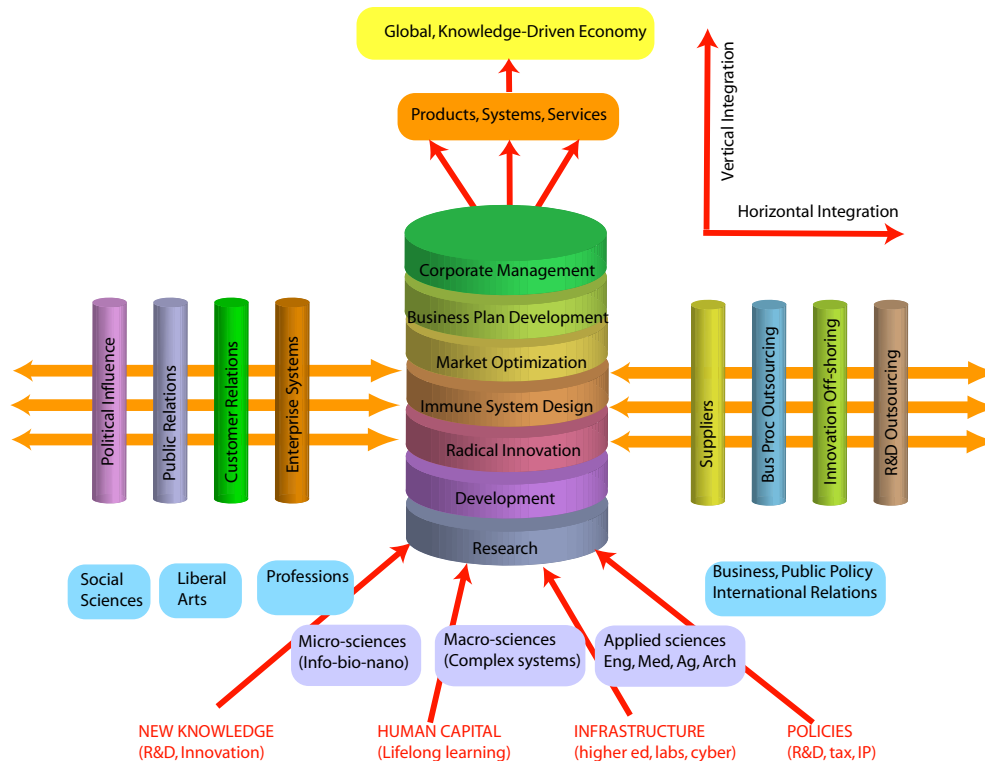 Global, Knowledge-Driven Economy
Products, Systems, Services
Vertical Integration
Horizontal Integration
Corporate Management
Business Plan Development
Market Optimization
Immune System Design
Radical Innovation
Development
Research
Political Influence
Public Relations
Customer Relations
Enterprise Systems
Suppliers
Bus Proc Outsourcing
Innovation Off-shoring
R&D Outsourcing
Social
Sciences
Liberal
Arts
Professions
Business, Public Policy
International Relations
Micro-sciences
(Info-bio-nano)
Macro-sciences
(Complex systems)
Applied sciences
Eng, Med, Ag, Arch
NEW KNOWLEDGE
(R&D, Innovation)
HUMAN CAPITAL
(Lifelong learning)
INFRASTRUCTURE
(higher ed, labs, cyber)
POLICIES
(R&D, tax, IP)